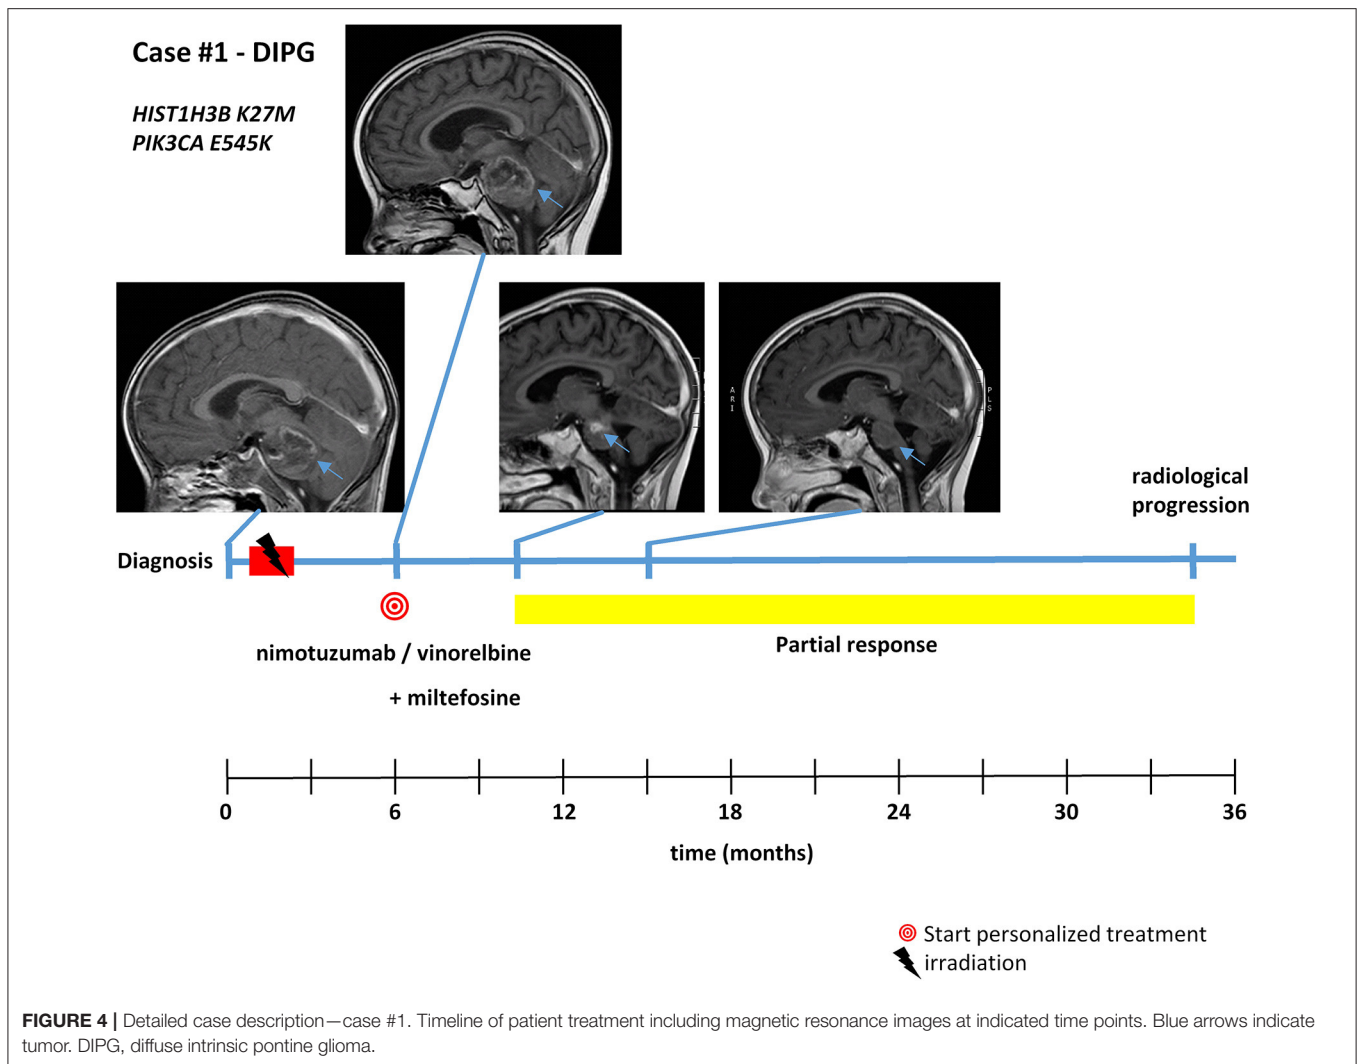 Case #1 - DIPG
HIST1H3B K27M
PIK3CA E545K
A
R
I
P
L
S
radiological
progression
Diagnosis
nimotuzumab / vinorelbine
+ miltefosine
Partial response
0 6 12 18 24 30 36
time (months)
Start personalized treatment
irradiation
FIGURE 4 | Detailed case description—case #1. Timeline of patient treatment including magnetic resonance images at indicated time points. Blue arrows indicate
tumor. DIPG, diffuse intrinsic pontine glioma.